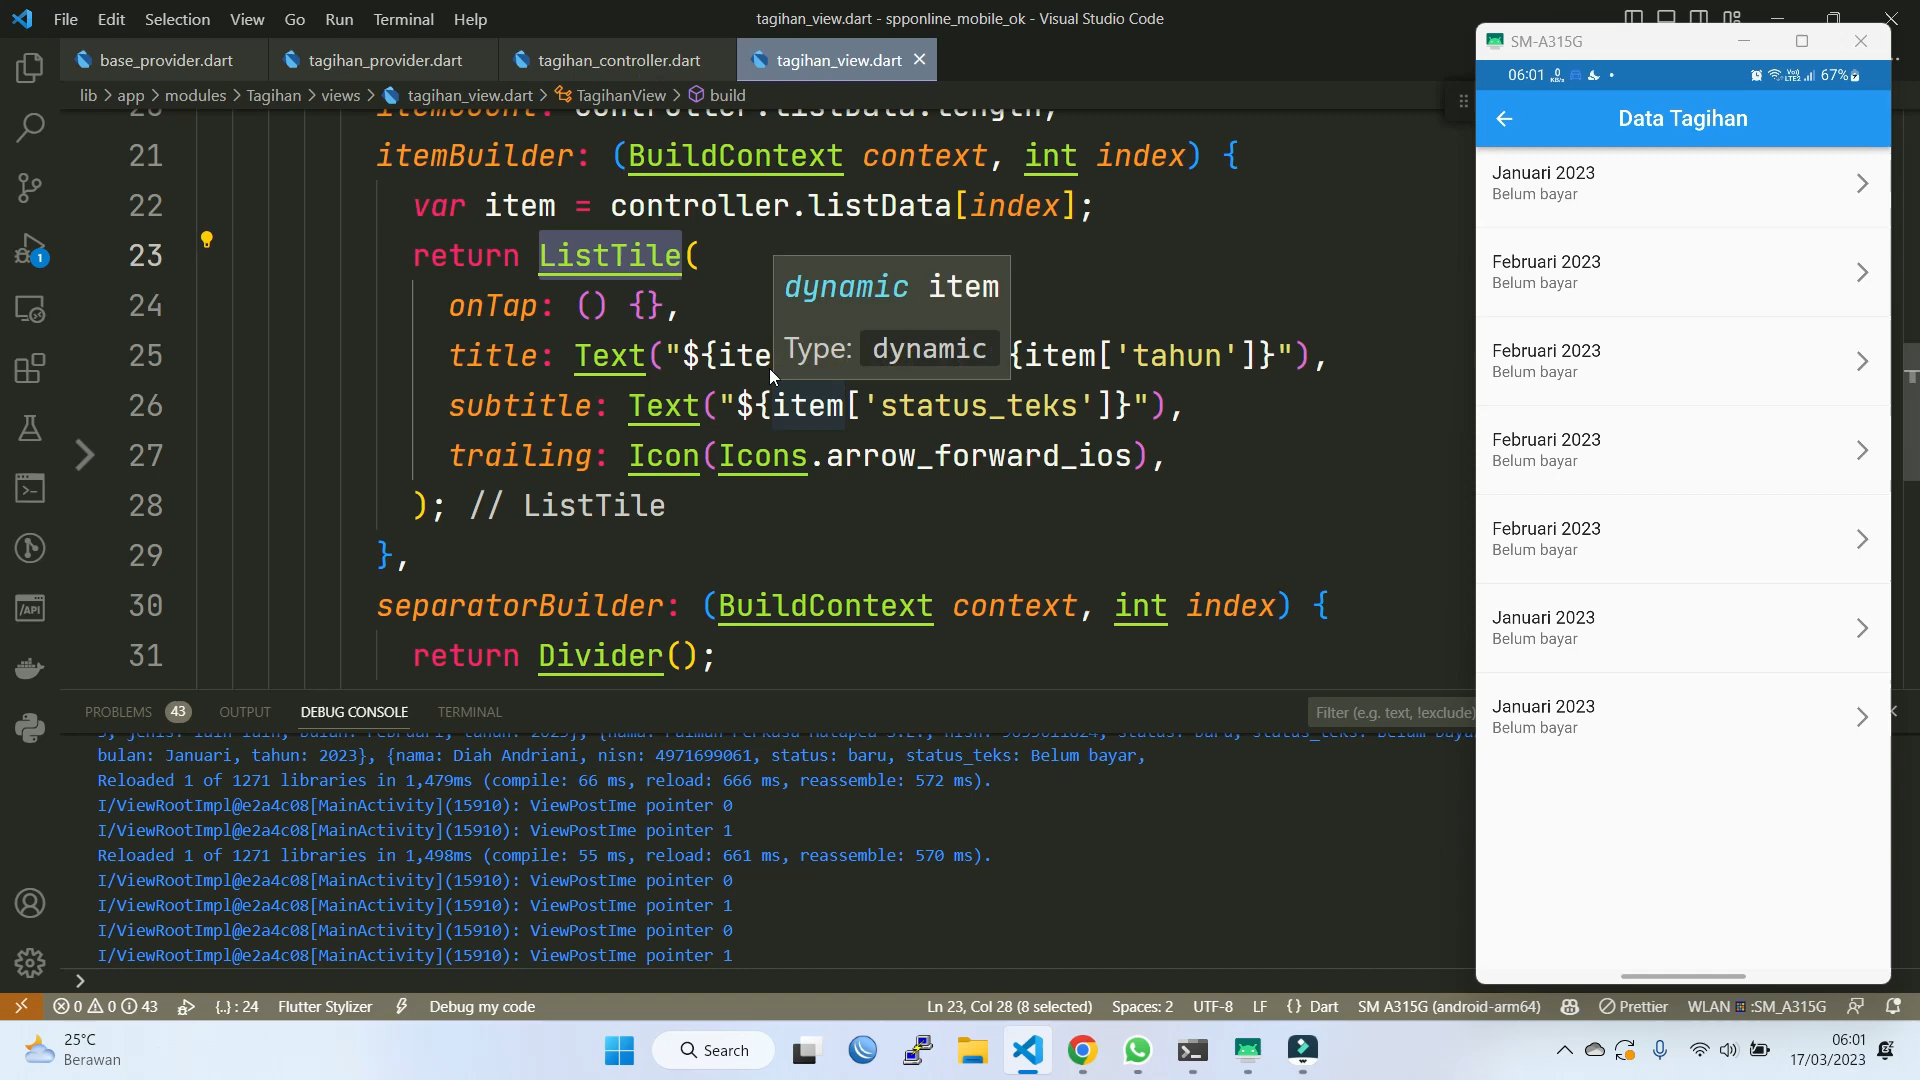 File Edit Selection View Go Run Terminal Help
tagihan_view.dart - spponline_mobile_ok - Visual Studio Code
base_provider.dart
tagihan_provider.dart
tagihan_controller.dart
tagihan_view.dart
lib > app > modules > Tagihan > views > tagihan_view.dart > TagihanView > build
21 itemBuilder: (BuildContext context, int index) {
22 var item = controller.listData[index];
23 return ListTile(
24 onTap: () {},
25 title: Text("${ite {item['tahun']}"),
26 subtitle: Text("${item['status_teks']}"),
27 trailing: Icon(Icons.arrow_forward_ios),
28 ); // ListTile
29 },
30 separatorBuilder: (BuildContext context, int index) {
31 return Divider();
dynamic item
Type: dynamic
PROBLEMS 43 OUTPUT DEBUG CONSOLE TERMINAL
Filter (e.g. text, !exclude)
bulan: Januari, tahun: 2023}, {nama: Diah Andriani, nisn: 4971699061, status: baru, status_teks: Belum bayar,
Reloaded 1 of 1271 libraries in 1,479ms (compile: 66 ms, reload: 666 ms, reassemble: 572 ms).
I/ViewRootImpl@e2a4c08[MainActivity](15910): ViewPostIme pointer 0
I/ViewRootImpl@e2a4c08[MainActivity](15910): ViewPostIme pointer 1
Reloaded 1 of 1271 libraries in 1,498ms (compile: 55 ms, reload: 661 ms, reassemble: 570 ms).
I/ViewRootImpl@e2a4c08[MainActivity](15910): ViewPostIme pointer 0
I/ViewRootImpl@e2a4c08[MainActivity](15910): ViewPostIme pointer 1
I/ViewRootImpl@e2a4c08[MainActivity](15910): ViewPostIme pointer 0
I/ViewRootImpl@e2a4c08[MainActivity](15910): ViewPostIme pointer 1
SM-A315G
06:01 67%
Data Tagihan
Januari 2023
Belum bayar
Februari 2023
Belum bayar
Februari 2023
Belum bayar
Februari 2023
Belum bayar
Februari 2023
Belum bayar
Januari 2023
Belum bayar
Januari 2023
Belum bayar
0 0 43 {..} : 24 Flutter Stylizer Debug my code
Ln 23, Col 28 (8 selected) Spaces: 2 UTF-8 LF {} Dart SM A315G (android-arm64) Prettier WLAN :SM_A315G
25°C
Berawan
Search
06:01
17/03/2023